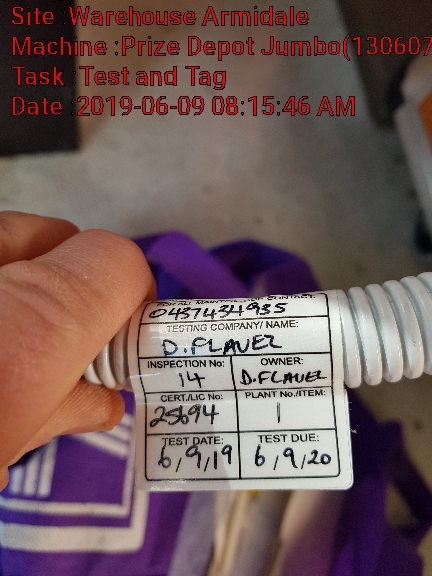 Site :Warehouse Armidale
Machine :Prize Depot Jumbo(130607
Task :Test and Tag
Date :2019-06-09 08:15:46 AM
0437434935
TESTING COMPANY/ NAME:
D. FLAVEL
INSPECTION No: OWNER:
14 D.FLAVEL
CERT./LIC No: PLANT No./ITEM:
25694 1
TEST DATE: TEST DUE:
6/9/19 6/9/20